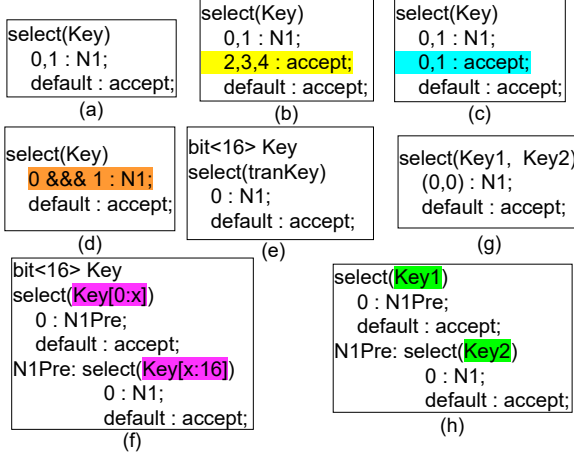 select(Key)
0,1 : N1;
default : accept;
(a)
select(Key)
0,1 : N1;
2,3,4 : accept;
default : accept;
(b)
select(Key)
0,1 : N1;
0,1 : accept;
default : accept;
(c)
select(Key)
0 &&& 1 : N1;
default : accept;
(d)
bit<16> Key
select(tranKey)
0 : N1;
default : accept;
(e)
select(Key1, Key2)
(0,0) : N1;
default : accept;
(g)
bit<16> Key
select(Key[0:x])
0 : N1Pre;
default : accept;
N1Pre: select(Key[x:16])
0 : N1;
default : accept;
(f)
select(Key1)
0 : N1Pre;
default : accept;
N1Pre: select(Key2)
0 : N1;
default : accept;
(h)